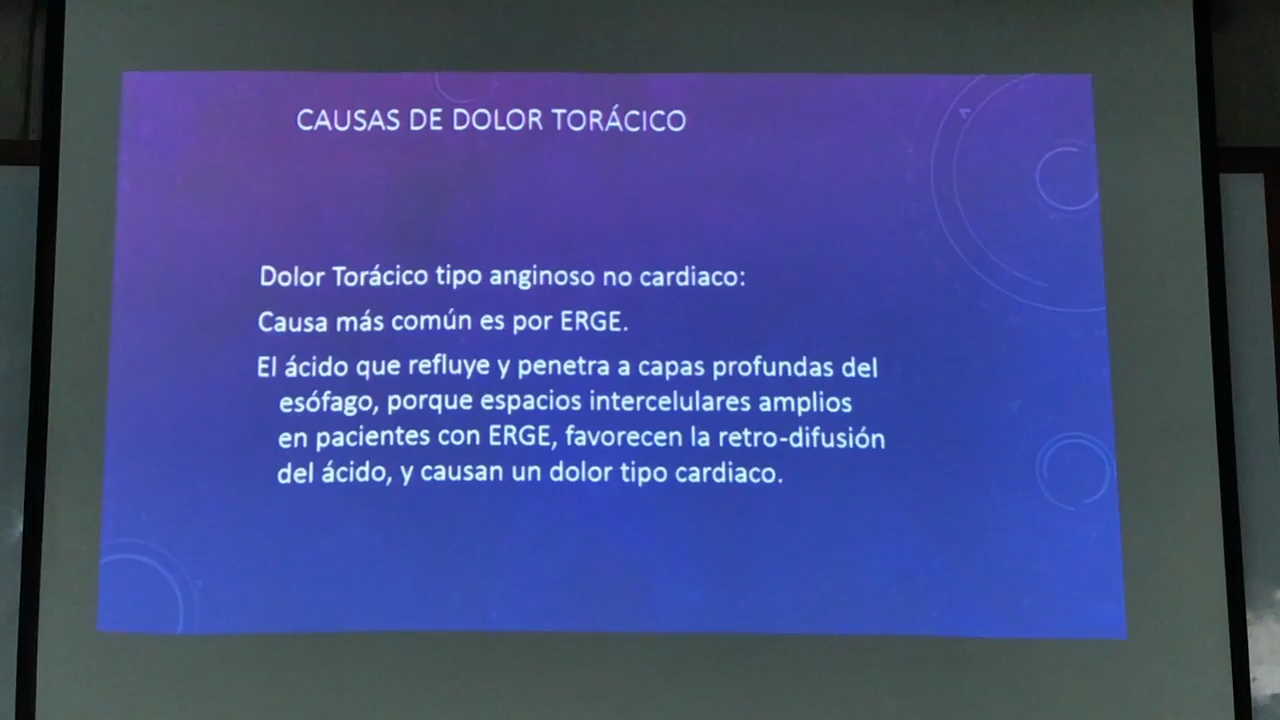 CAUSAS DE DOLOR TORÁCICO
Dolor Torácico tipo anginoso no cardiaco:
Causa más común es por ERGE.
El ácido que refluye y penetra a capas profundas del
esófago, porque espacios intercelulares amplios
en pacientes con ERGE, favorecen la retro-difusión
del ácido, y causan un dolor tipo cardiaco.